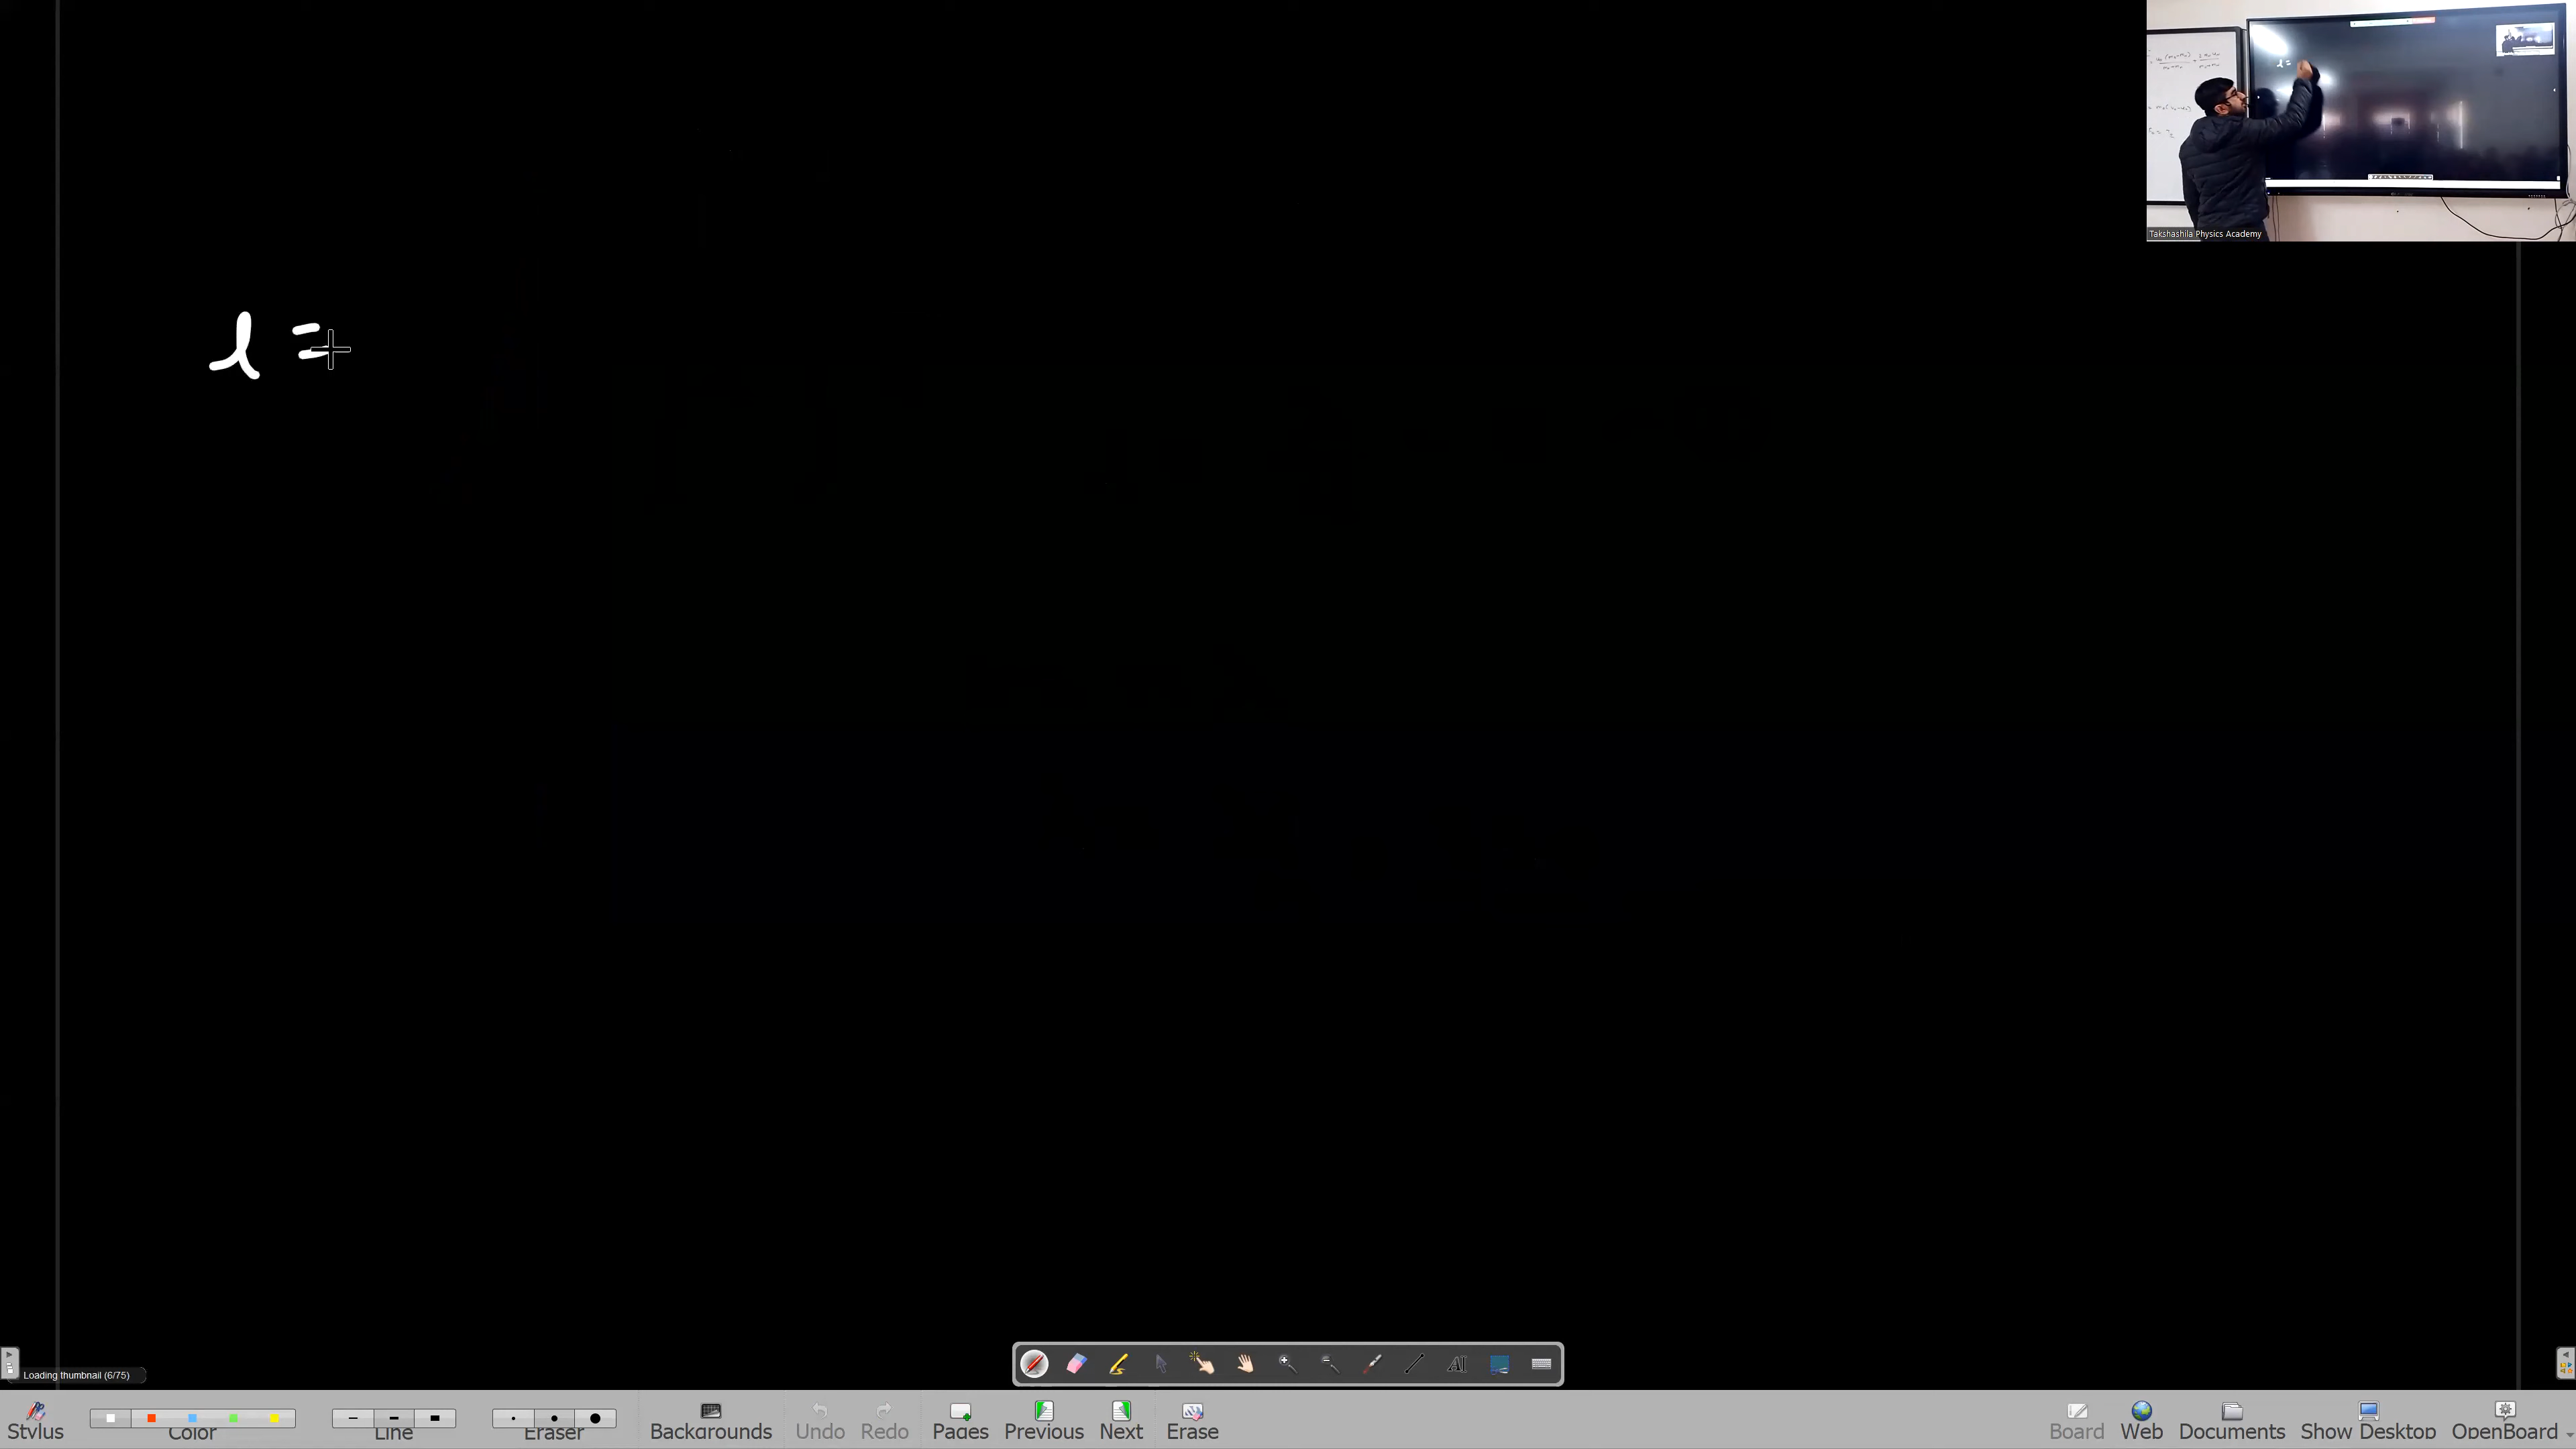 l =
Takshashila Physics Academy
Loading thumbnail (6/75)
Stylus Color Line Eraser Backgrounds Undo Redo Pages Previous Next Erase Board Web Documents Show Desktop OpenBoard